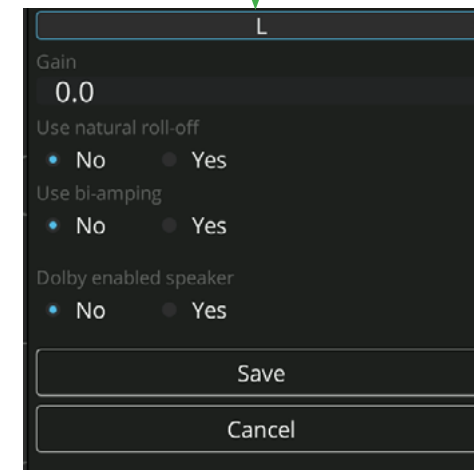 L
Gain
0.0
Use natural roll-off
No Yes
Use bi-amping
No Yes
Dolby enabled speaker
No Yes
Save
Cancel